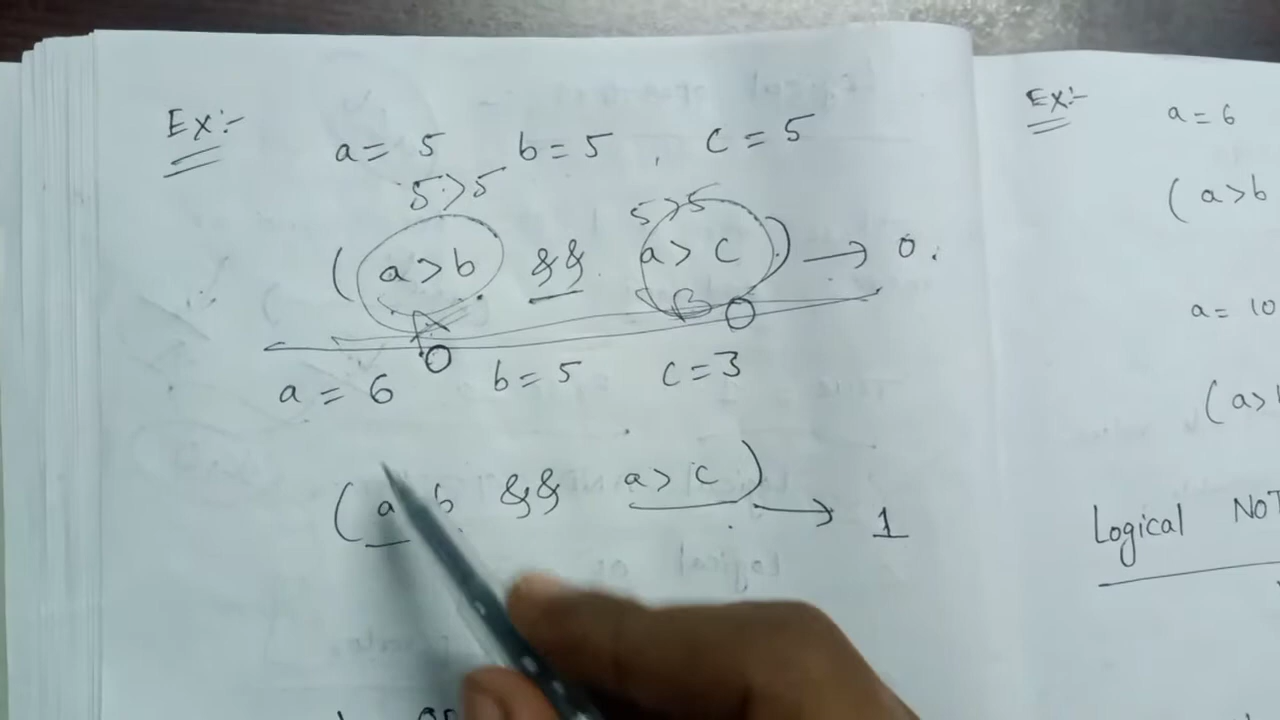 Ex:-
a = 5 b = 5 , c = 5
5>5 5>5
( a>b && a> c ) → 0.
A B
0 0
a = 6 b = 5 c = 3
( a b && a> c ) → 1
Ex:-
a = 6
( a>b
a = 10
( a>
Logical NOT